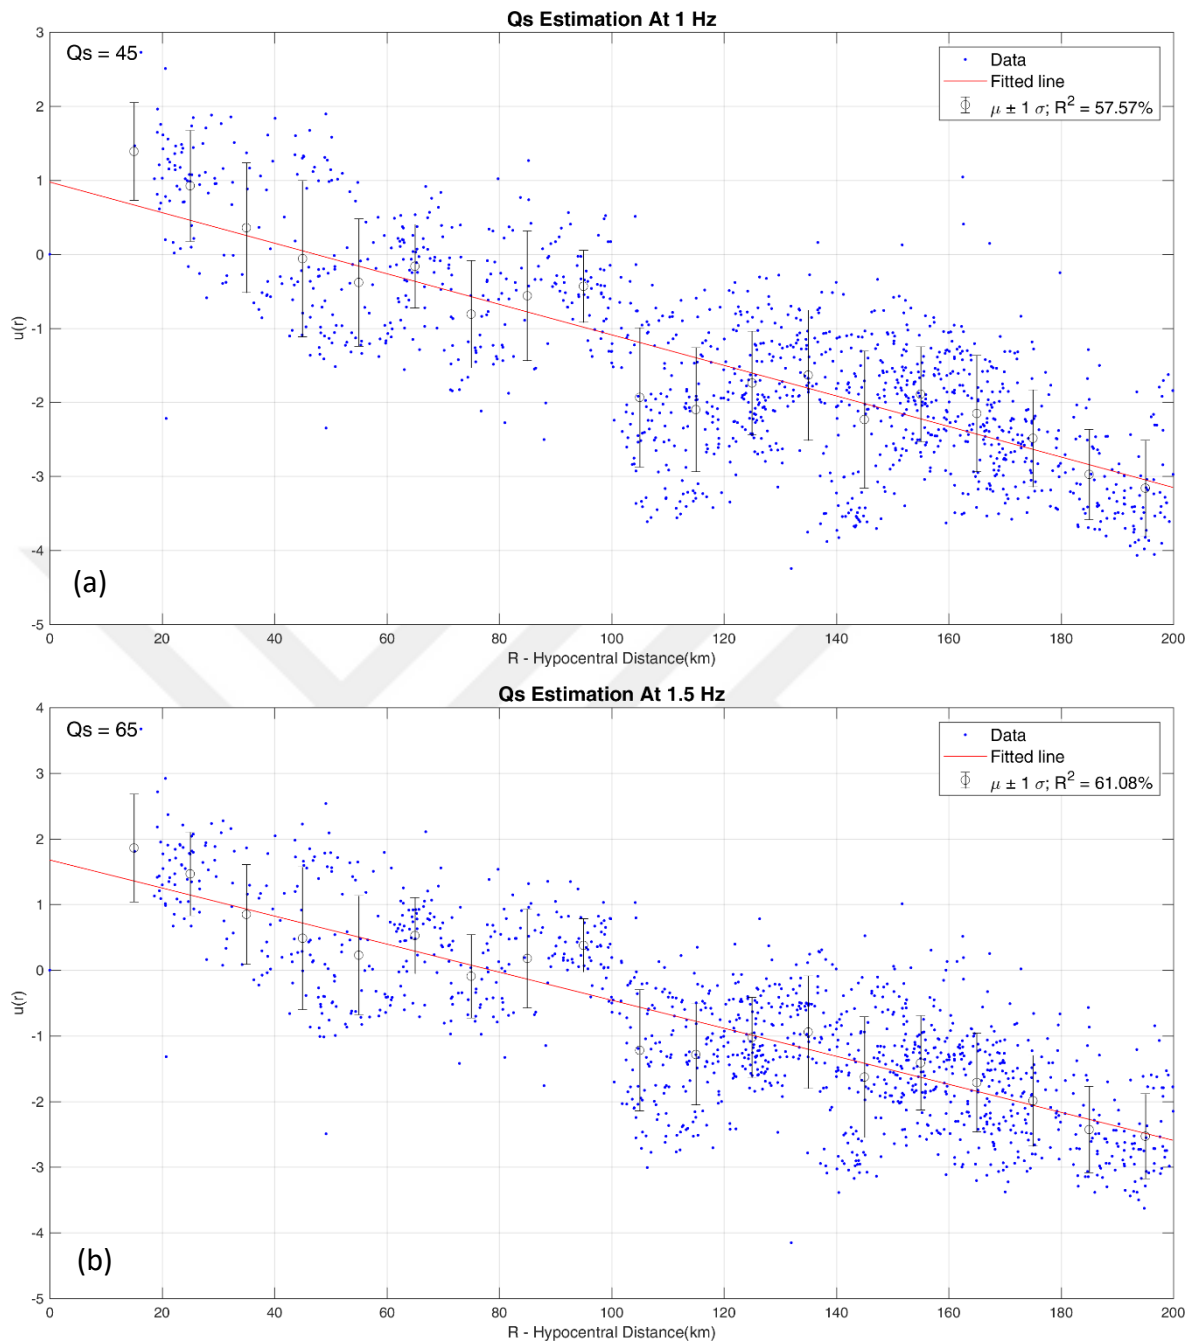 Qs Estimation At 1 Hz
Qs = 45
Data
Fitted line
μ ± 1 σ; R² = 57.57%
3
2
1
0
-1
-2
-3
-4
-5
u(r)
(a)
0 20 40 60 80 100 120 140 160 180 200
R - Hypocentral Distance(km)
Qs Estimation At 1.5 Hz
Qs = 65
Data
Fitted line
μ ± 1 σ; R² = 61.08%
4
3
2
1
0
-1
-2
-3
-4
-5
u(r)
(b)
0 20 40 60 80 100 120 140 160 180 200
R - Hypocentral Distance(km)